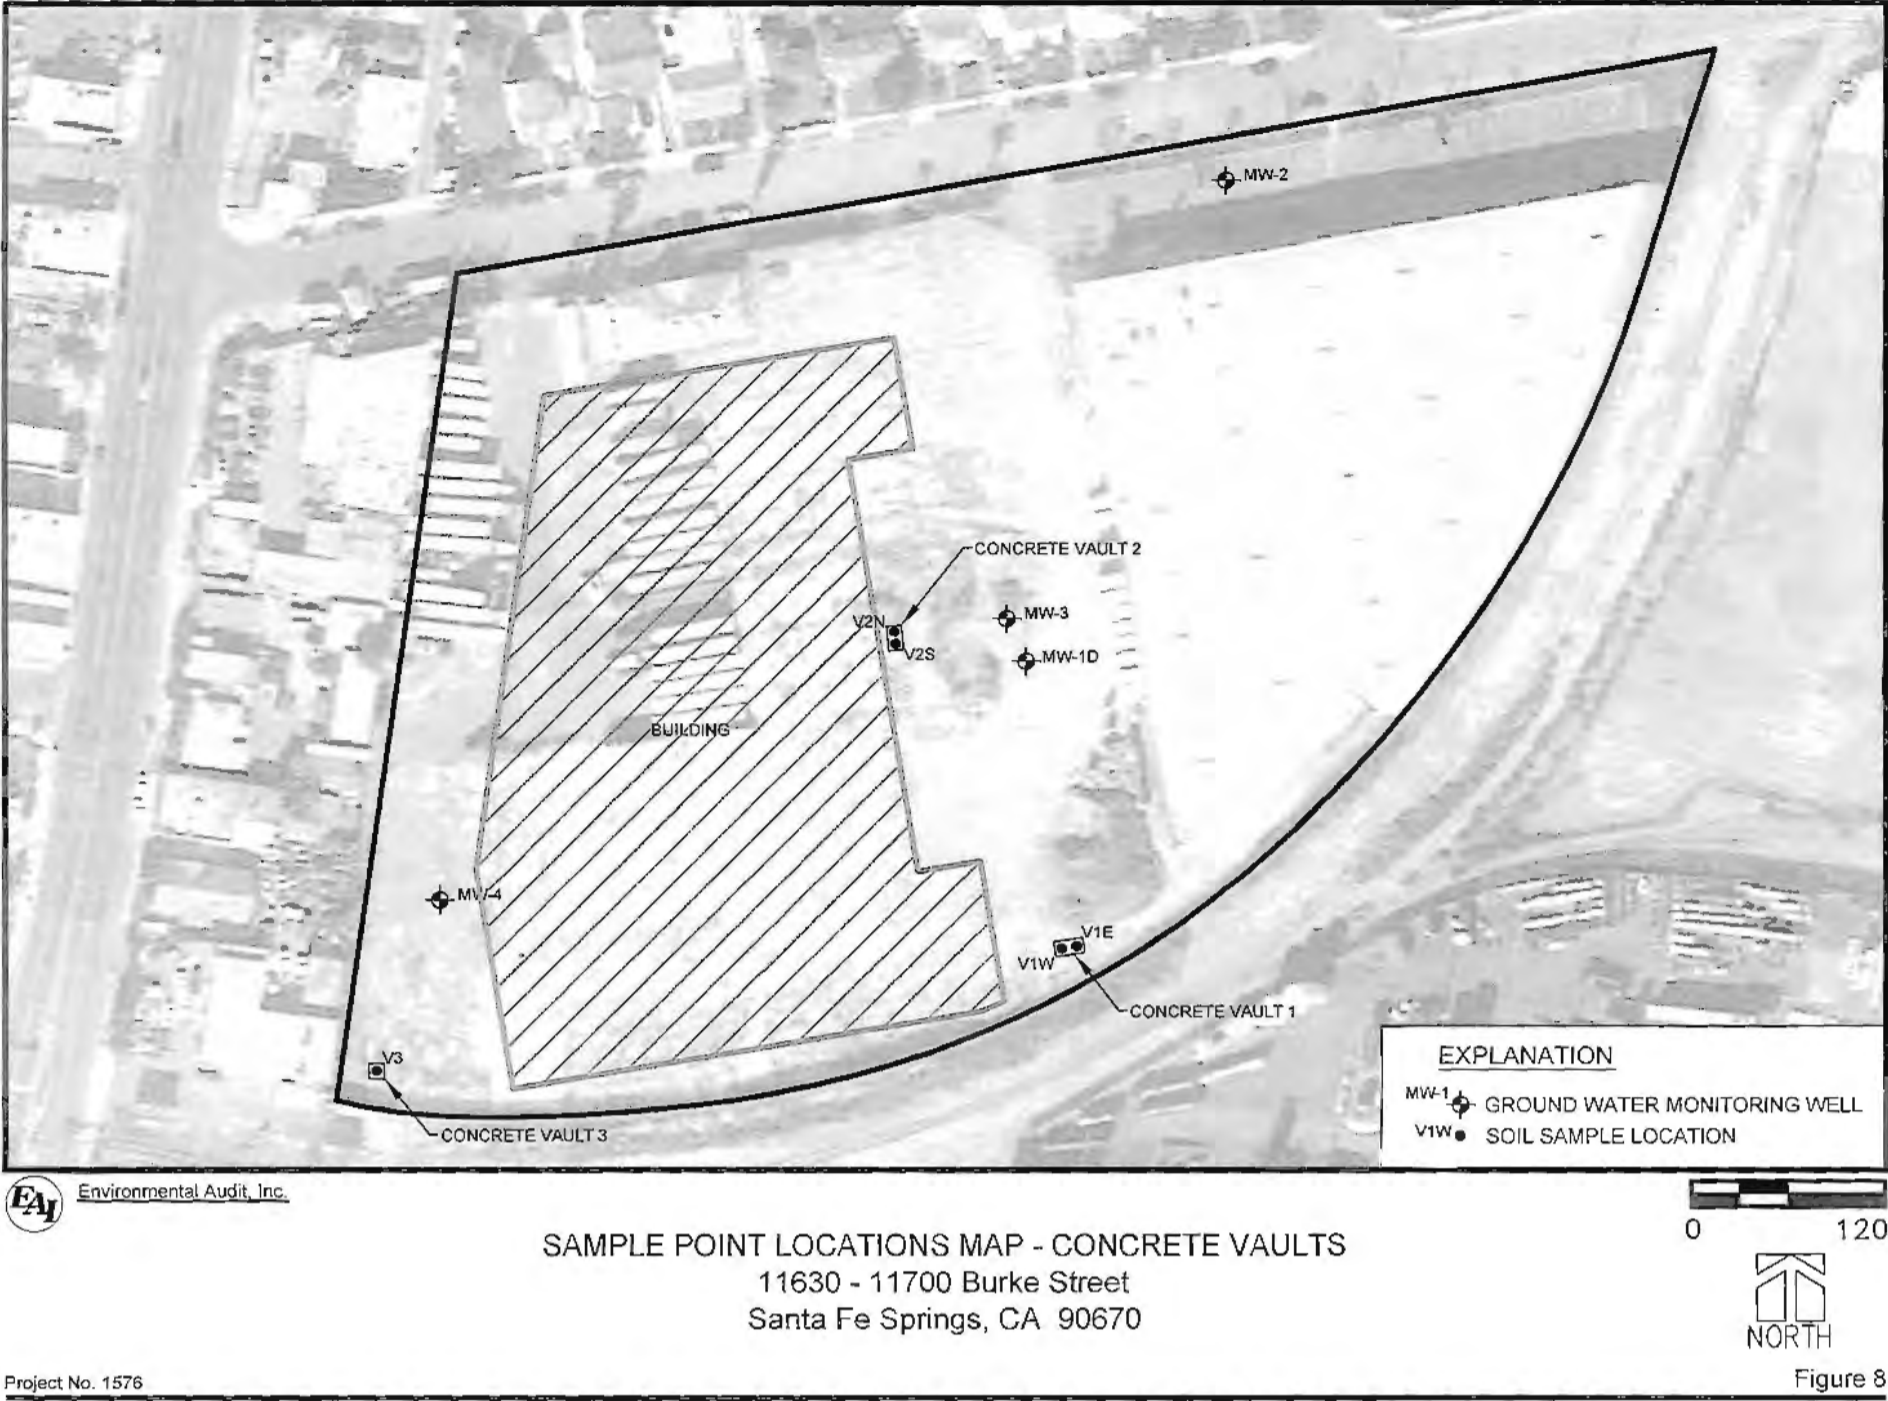 MW-2
CONCRETE VAULT 2
V2N
V2S
MW-3
MW-1D
BUILDING
MW-4
V1E
V1W
CONCRETE VAULT 1
V3
CONCRETE VAULT 3
EXPLANATION
MW-1 GROUND WATER MONITORING WELL
V1W SOIL SAMPLE LOCATION
EAI Environmental Audit, Inc.
0 120
SAMPLE POINT LOCATIONS MAP - CONCRETE VAULTS
11630 - 11700 Burke Street
Santa Fe Springs, CA 90670
NORTH
Project No. 1576
Figure 8